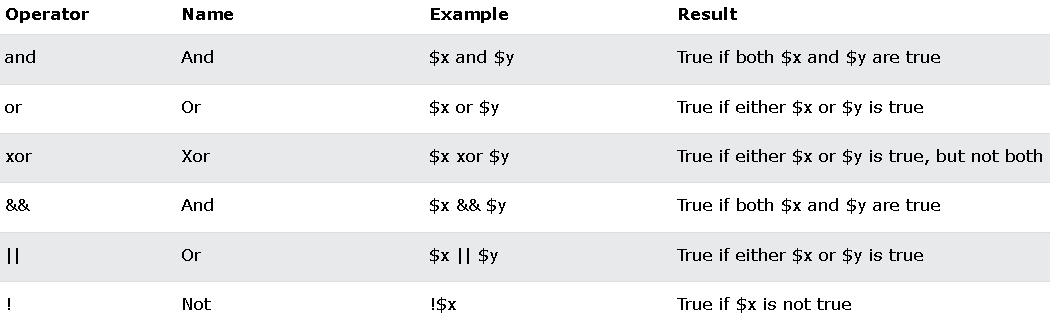 Operator Name Example Result
and And $x and $y True if both $x and $y are true
or Or $x or $y True if either $x or $y is true
xor Xor $x xor $y True if either $x or $y is true, but not both
&& And $x && $y True if both $x and $y are true
|| Or $x || $y True if either $x or $y is true
! Not !$x True if $x is not true